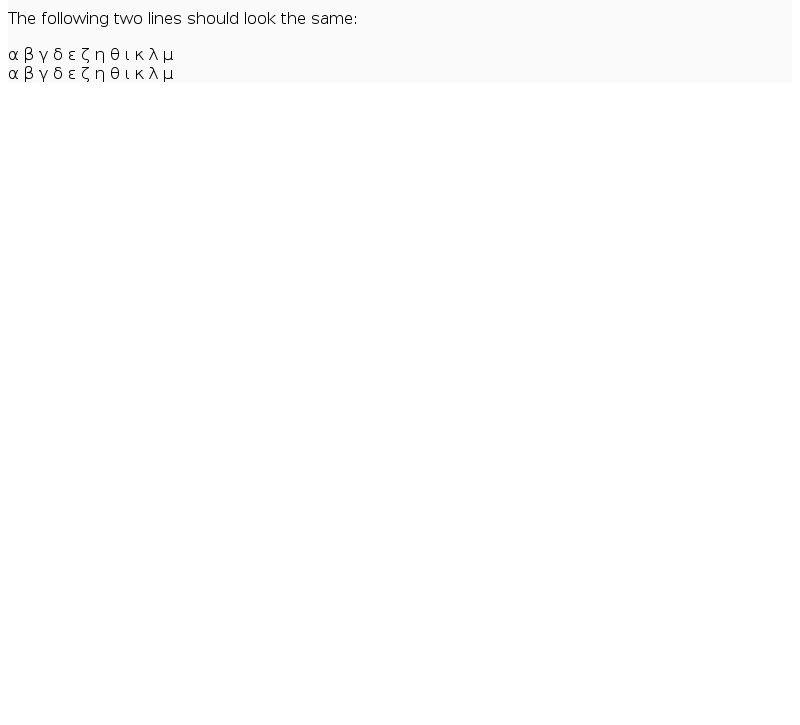 The following two lines should look the same:
α β γ δ ε ζ η θ ι κ λ μ
α β γ δ ε ζ η θ ι κ λ μ